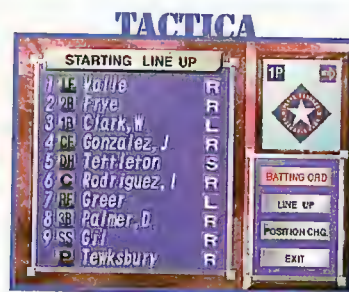 TACTICA
STARTING LINE UP
1 LF Valle R
2 2B Frye R
3 1B Clark,W L
4 CF Gonzalez,J R
5 DH Tettleton S
6 C Rodriguez,I R
7 RF Greer L
8 3B Palmer,D R
9 SS Gil R
P Tewksbury R
1P
BATTING ORD
LINE UP
POSITION CHG
EXIT